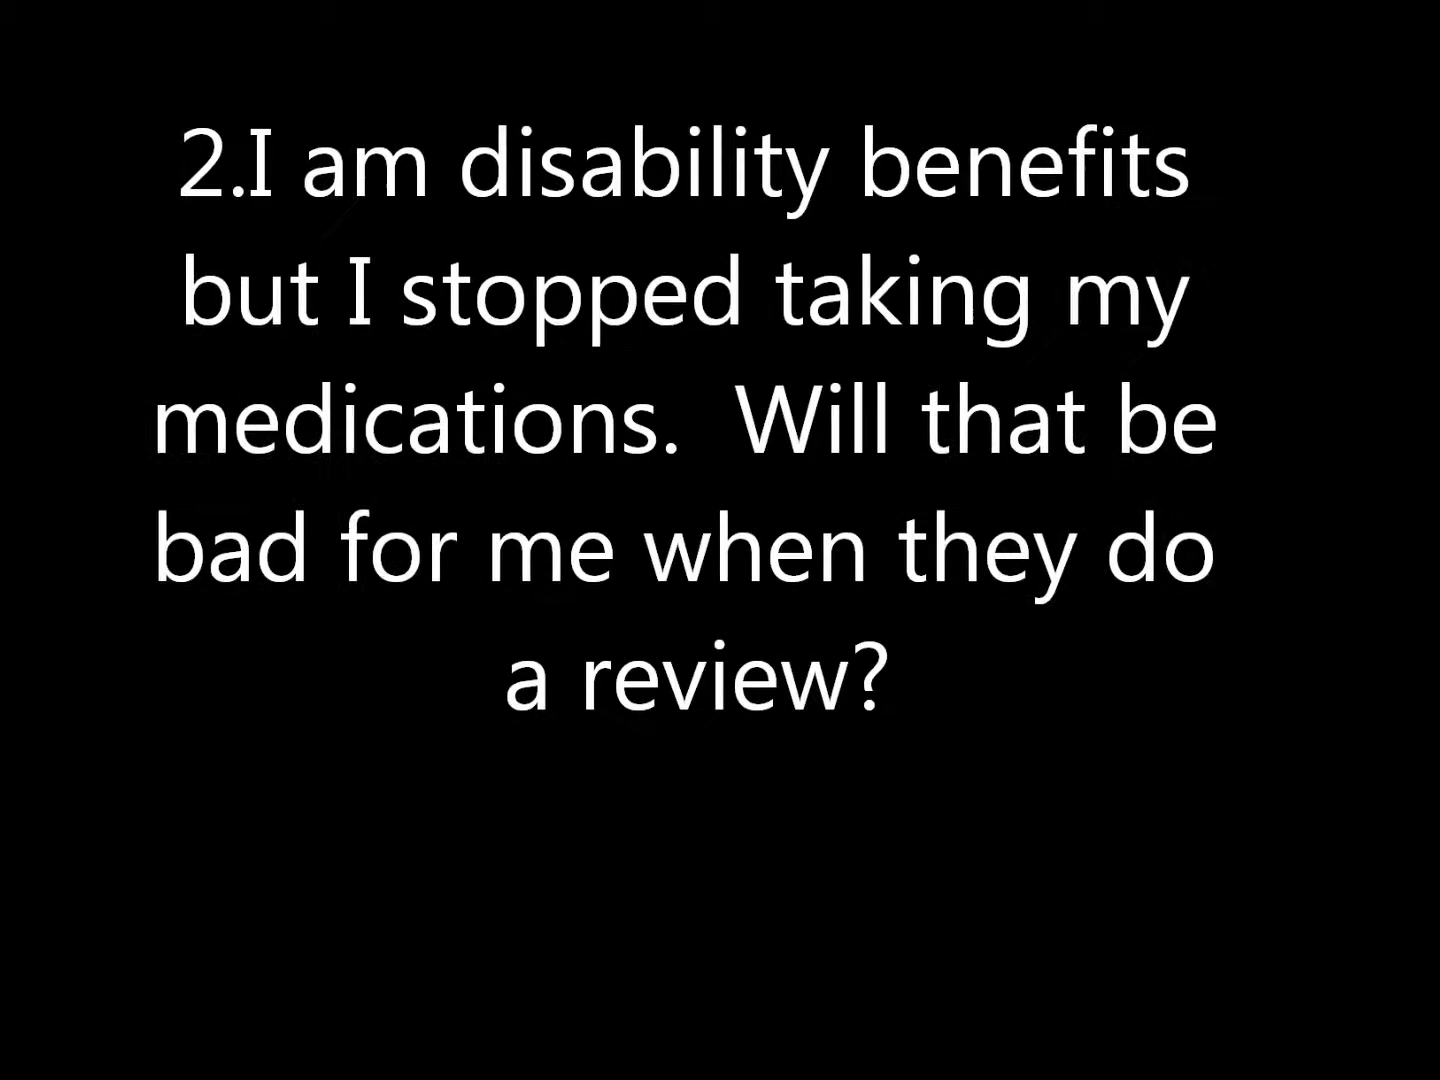 2.I am disability benefits
but I stopped taking my
medications.  Will that be
bad for me when they do
a review?